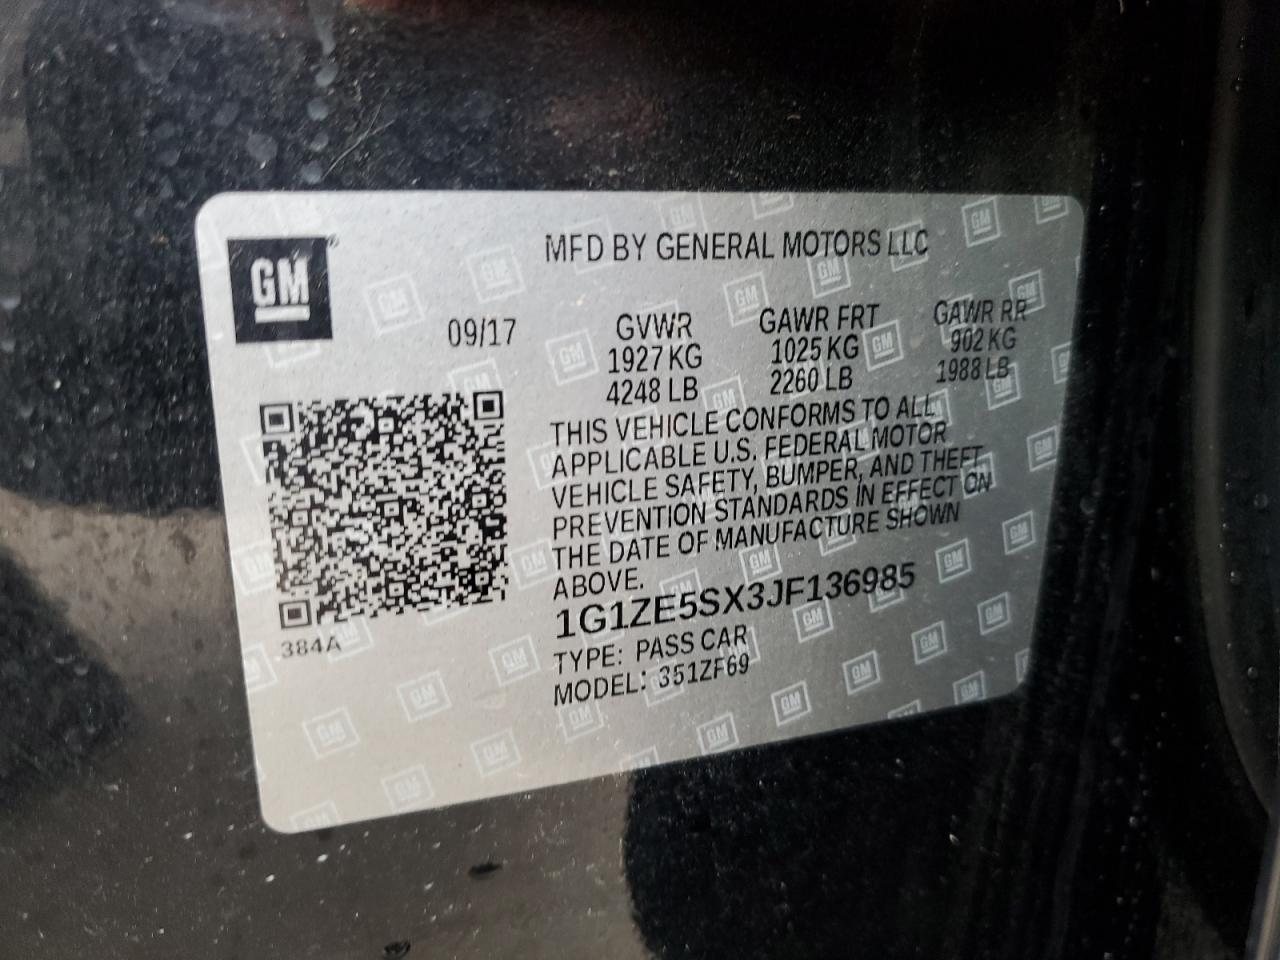 GM
MFD BY GENERAL MOTORS LLC
09/17
GVWR GAWR FRT GAWR RR
1927 KG 1025 KG 902 KG
4248 LB 2260 LB 1988 LB
THIS VEHICLE CONFORMS TO ALL
APPLICABLE U.S. FEDERAL MOTOR
VEHICLE SAFETY, BUMPER, AND THEFT
PREVENTION STANDARDS IN EFFECT ON
THE DATE OF MANUFACTURE SHOWN
ABOVE.
1G1ZE5SX3JF136985
TYPE: PASS CAR
MODEL: 351ZF69
384A